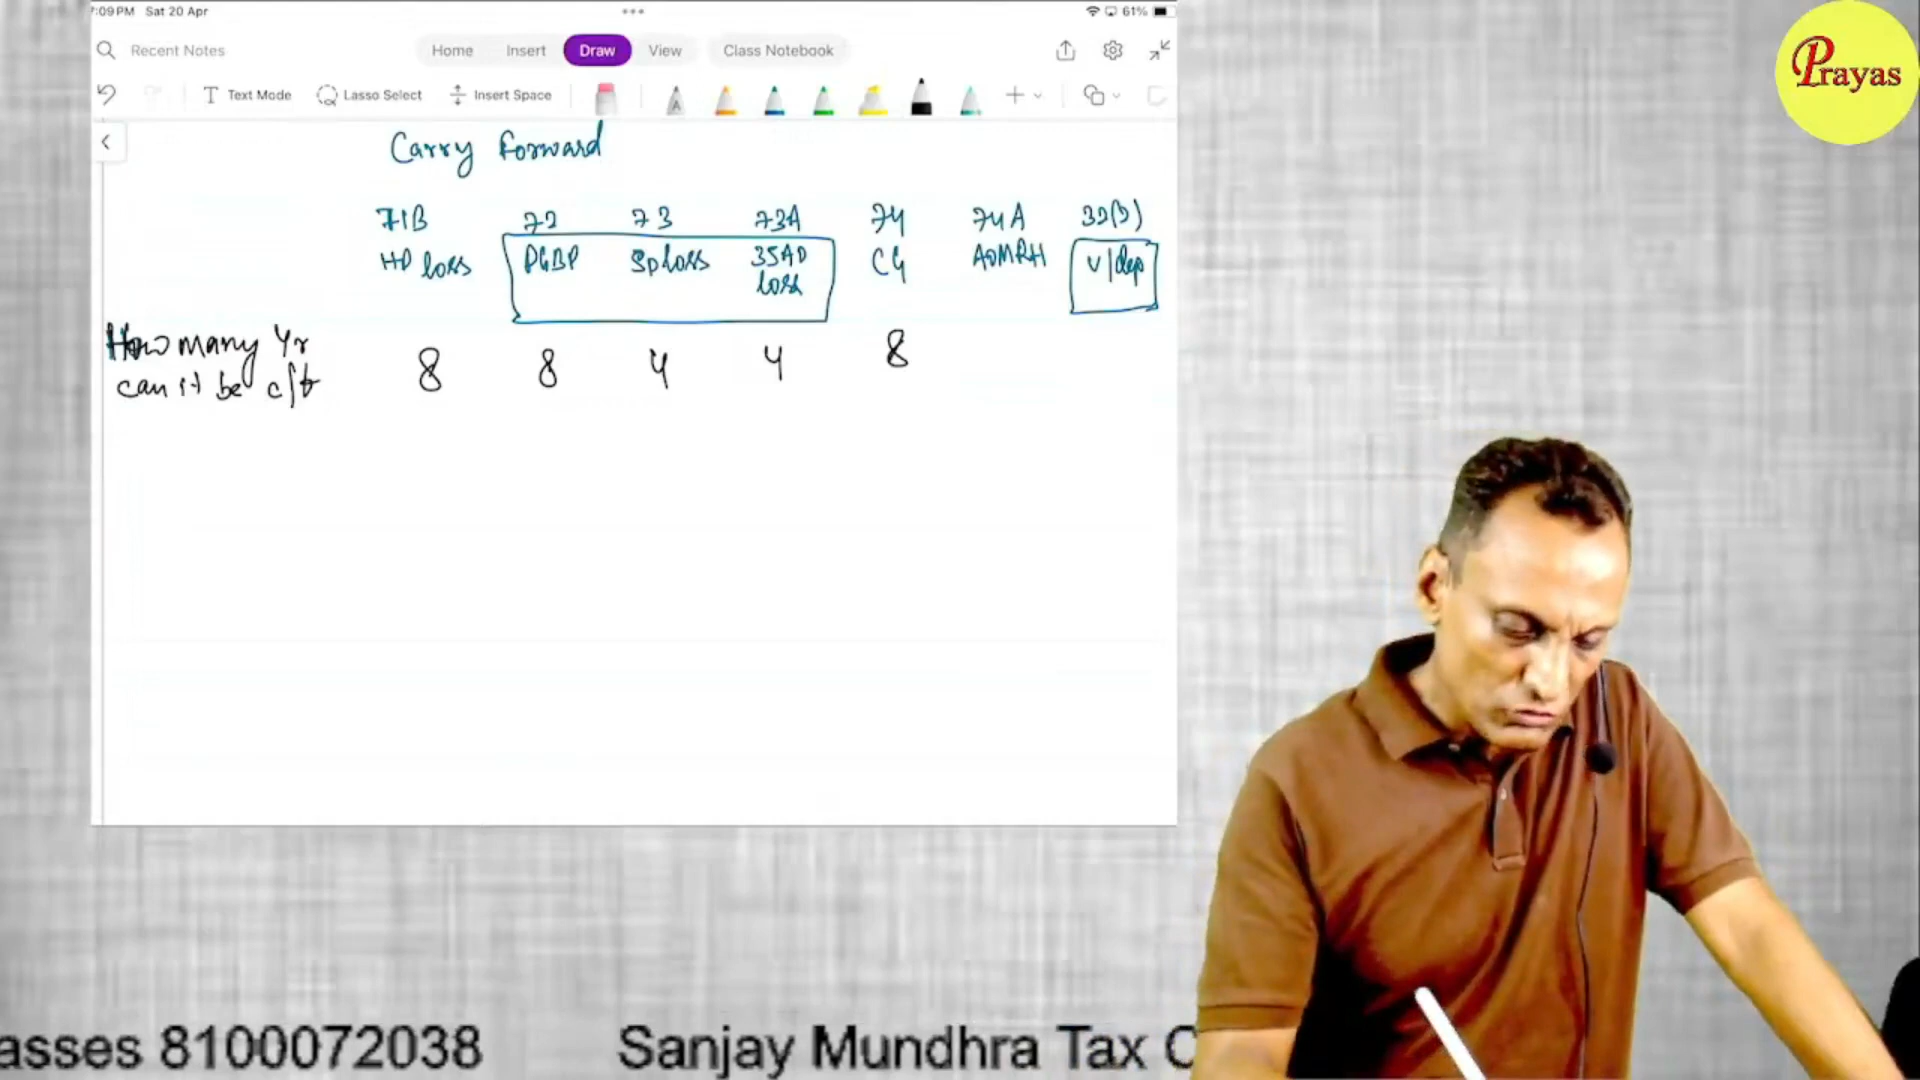 7:09 PM Sat 20 Apr
61%
Recent Notes
Home Insert Draw View Class Notebook
Text Mode Lasso Select Insert Space
Prayas
Carry Forward
71B 72 73 73A 74 74A 32(2)
HP loss PGBP Sp loss 35AD CG AOMRH U/dep
loss
How many Yr
can it be c/f 8 8 4 4 8
asses 8100072038 Sanjay Mundhra Tax C